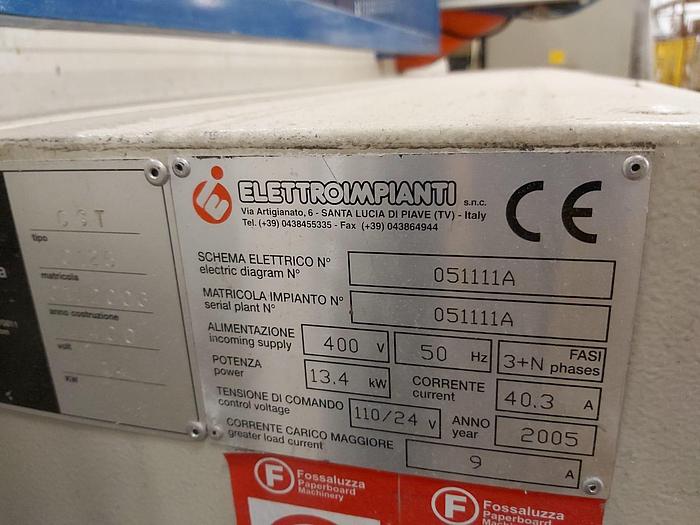 ELETTROIMPIANTI s.n.c.
Via Artigianato, 6 - SANTA LUCIA DI PIAVE (TV) - Italy
Tel. (+39) 0438455335 - Fax (+39) 043864944
CE
SCHEMA ELETTRICO N° 051111A
electric diagram N°
MATRICOLA IMPIANTO N° 051111A
serial plant N°
ALIMENTAZIONE 400 V 50 Hz 3+N FASI
incoming supply phases
POTENZA 13.4 kW CORRENTE 40.3 A
power current
TENSIONE DI COMANDO 110/24 V ANNO 2005
control voltage year
CORRENTE CARICO MAGGIORE 9 A
greater load current
tipo
matricola
anno costruzione
volt
KW
F Fossaluzza
Paperboard
Machinery
F Fossaluzza
Paperboard